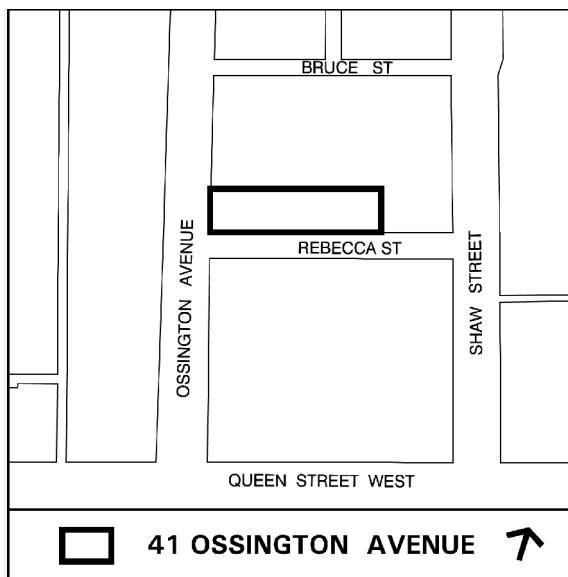 BRUCE ST
OSSINGTON AVENUE
REBECCA ST
SHAW STREET
QUEEN STREET WEST
41 OSSINGTON AVENUE